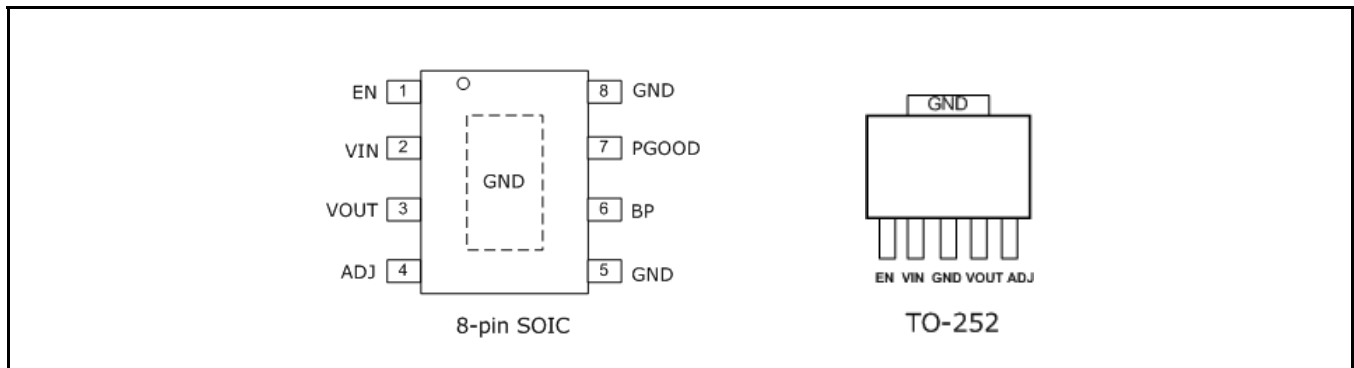 EN 1
VIN 2
VOUT 3
ADJ 4
GND
8 GND
7 PGOOD
6 BP
5 GND
8-pin SOIC
GND
EN VIN GND VOUT ADJ
TO-252